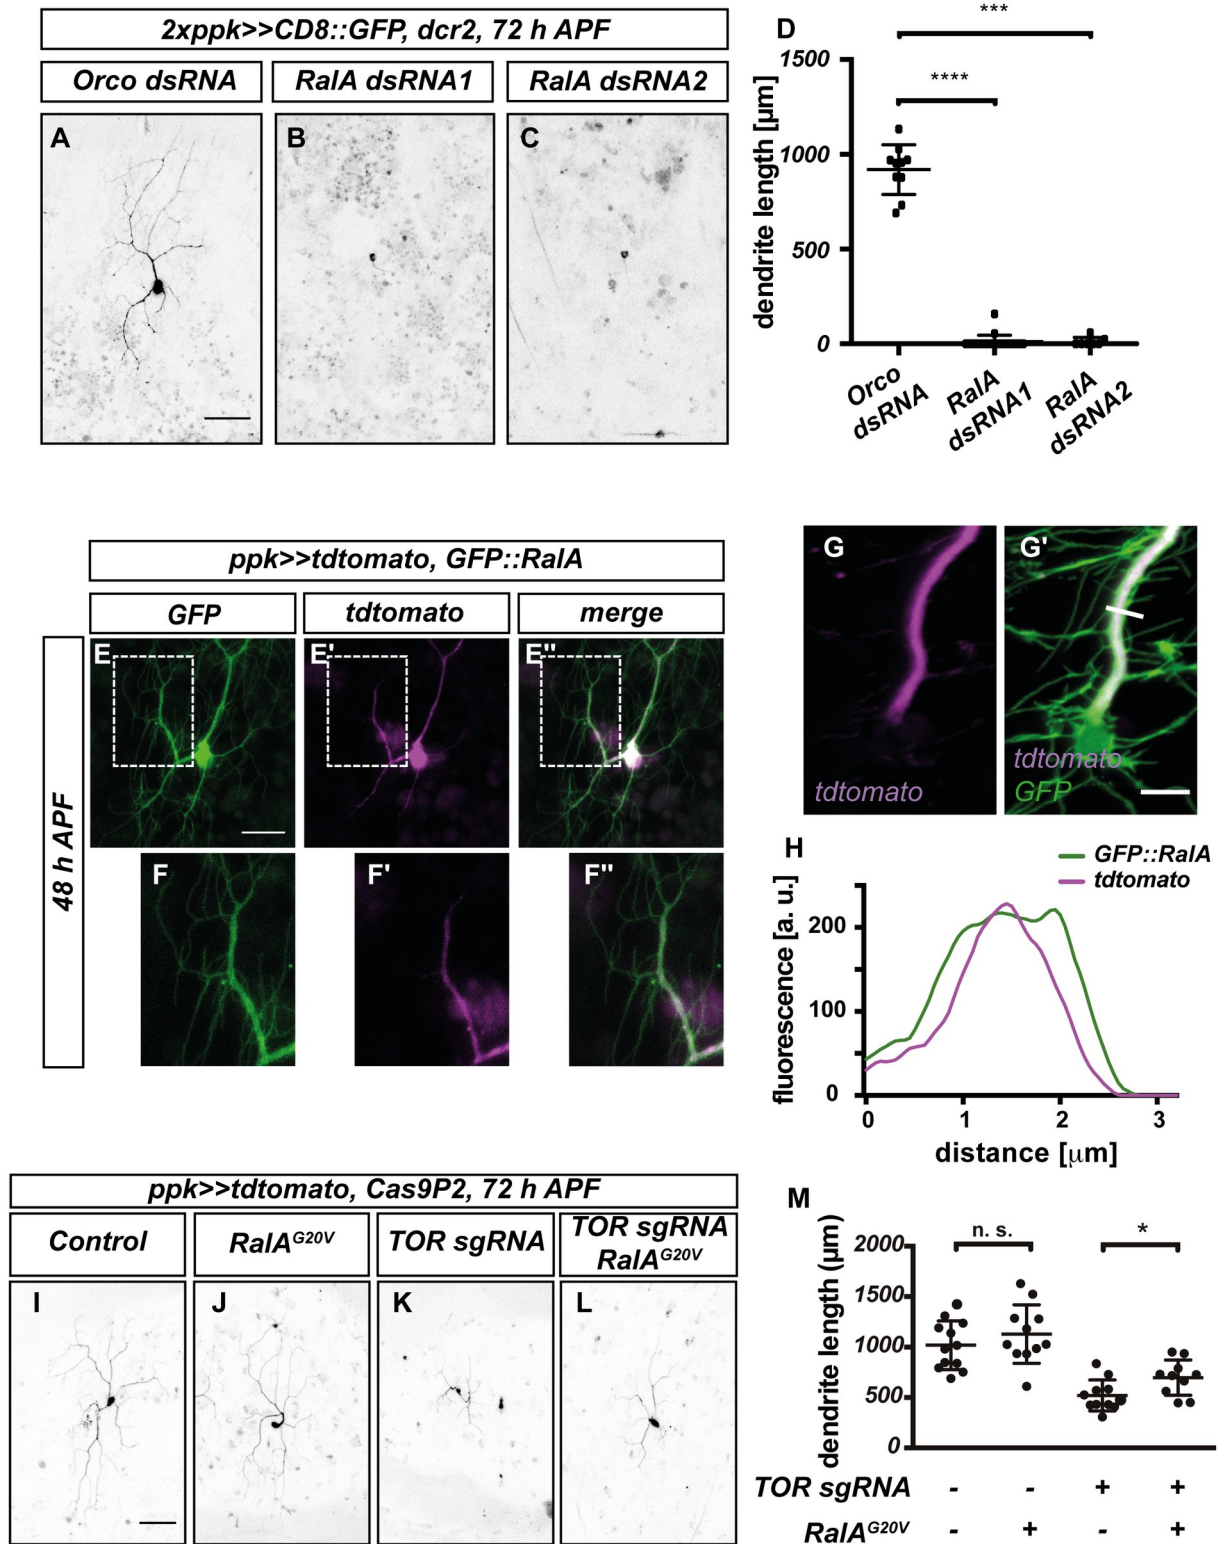 2xppk>>CD8::GFP, dcr2, 72 h APF
Orco dsRNA
RalA dsRNA1
RalA dsRNA2
A
B
C
D
***
****
dendrite length [µm]
1500
1000
500
0
Orco dsRNA
RalA dsRNA1
RalA dsRNA2
ppk>>tdtomato, GFP::RalA
GFP
tdtomato
merge
48 h APF
E
E'
E"
F
F'
F"
G
tdtomato
G'
tdtomato
GFP
H
GFP::RalA
tdtomato
fluorescence [a. u.]
200
100
0
0 1 2 3
distance [µm]
ppk>>tdtomato, Cas9P2, 72 h APF
Control
RalA^G20V
TOR sgRNA
TOR sgRNA
RalA^G20V
I
J
K
L
M
n. s.
*
dendrite length (µm)
2000
1500
1000
500
0
TOR sgRNA - - + +
RalA^G20V - + - +